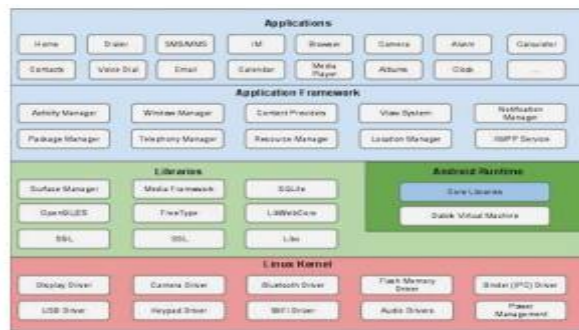 Applications
Home Dialer SMS/MMS IM Browser Camera Alarm Calculator
Contacts Voice Dial Email Calendar Media Player Albums Clock ...
Application Framework
Activity Manager Window Manager Content Providers View System Notification Manager
Package Manager Telephony Manager Resource Manager Location Manager XMPP Service
Libraries Android Runtime
Surface Manager Media Framework SQLite Core Libraries
OpenGL|ES FreeType LibWebCore Dalvik Virtual Machine
SGL SSL Libc
Linux Kernel
Display Driver Camera Driver Bluetooth Driver Flash Memory Driver Binder (IPC) Driver
USB Driver Keypad Driver WiFi Driver Audio Drivers Power Management